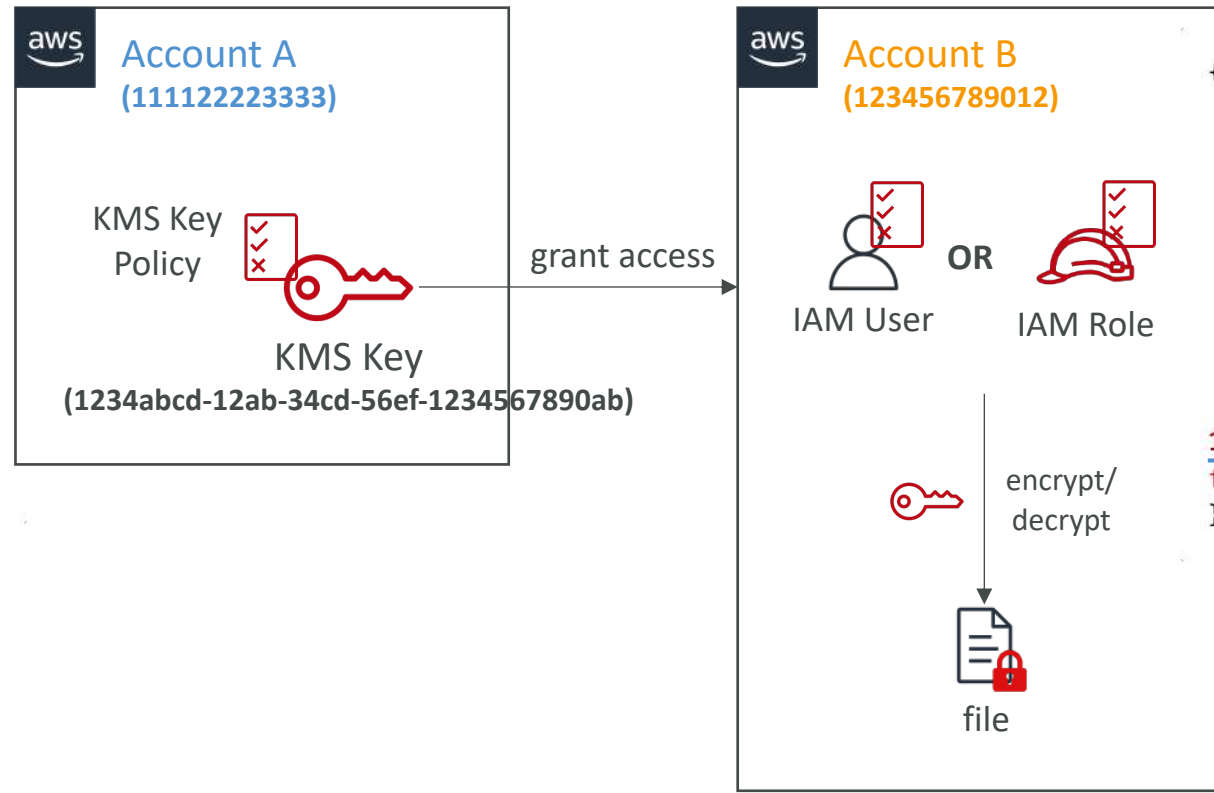 aws
Account A
(111122223333)
KMS Key
Policy
grant access
KMS Key
(1234abcd-12ab-34cd-56ef-1234567890ab)
aws
Account B
(123456789012)
OR
IAM User
IAM Role
encrypt/
decrypt
file